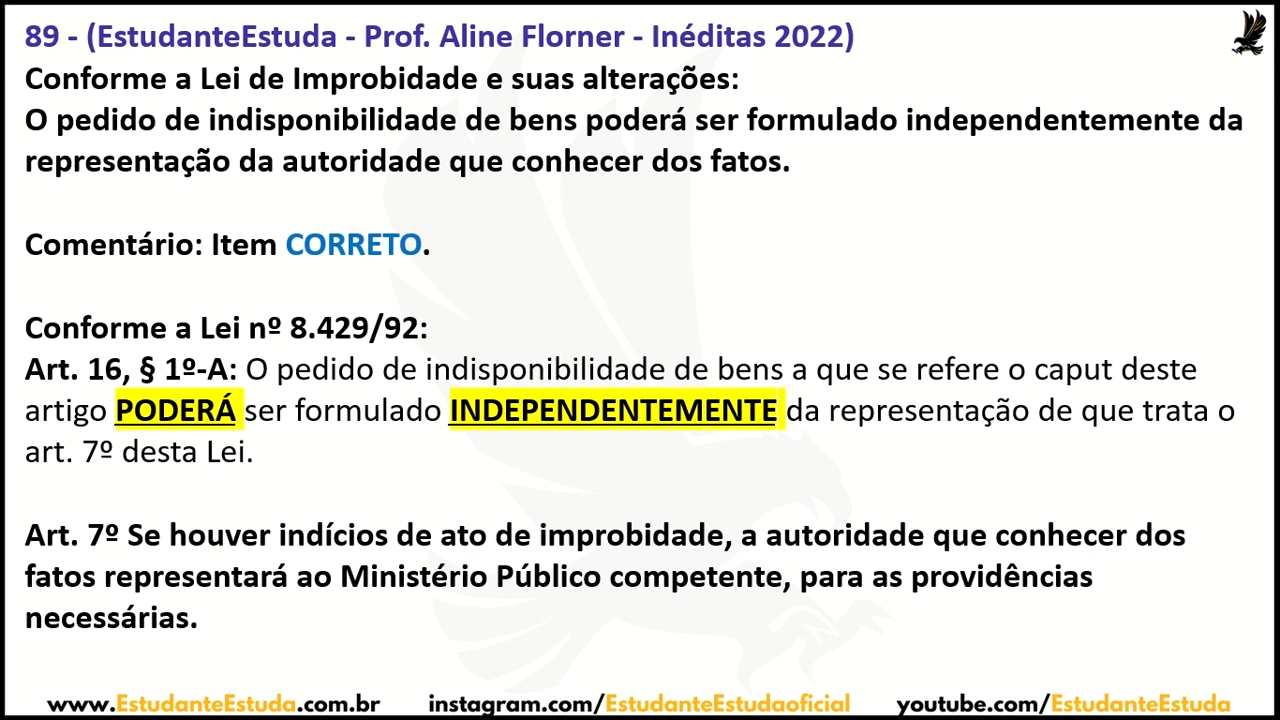 89 - (EstudanteEstuda - Prof. Aline Florner - Inéditas 2022)
Conforme a Lei de Improbidade e suas alterações:
O pedido de indisponibilidade de bens poderá ser formulado independentemente da
representação da autoridade que conhecer dos fatos.
Comentário: Item CORRETO.
Conforme a Lei nº 8.429/92:
Art. 16, § 1º-A: O pedido de indisponibilidade de bens a que se refere o caput deste
artigo PODERÁ ser formulado INDEPENDENTEMENTE da representação de que trata o
art. 7º desta Lei.
Art. 7º Se houver indícios de ato de improbidade, a autoridade que conhecer dos
fatos representará ao Ministério Público competente, para as providências
necessárias.
www.EstudanteEstuda.com.br instagram.com/EstudanteEstudaoficial youtube.com/EstudanteEstuda